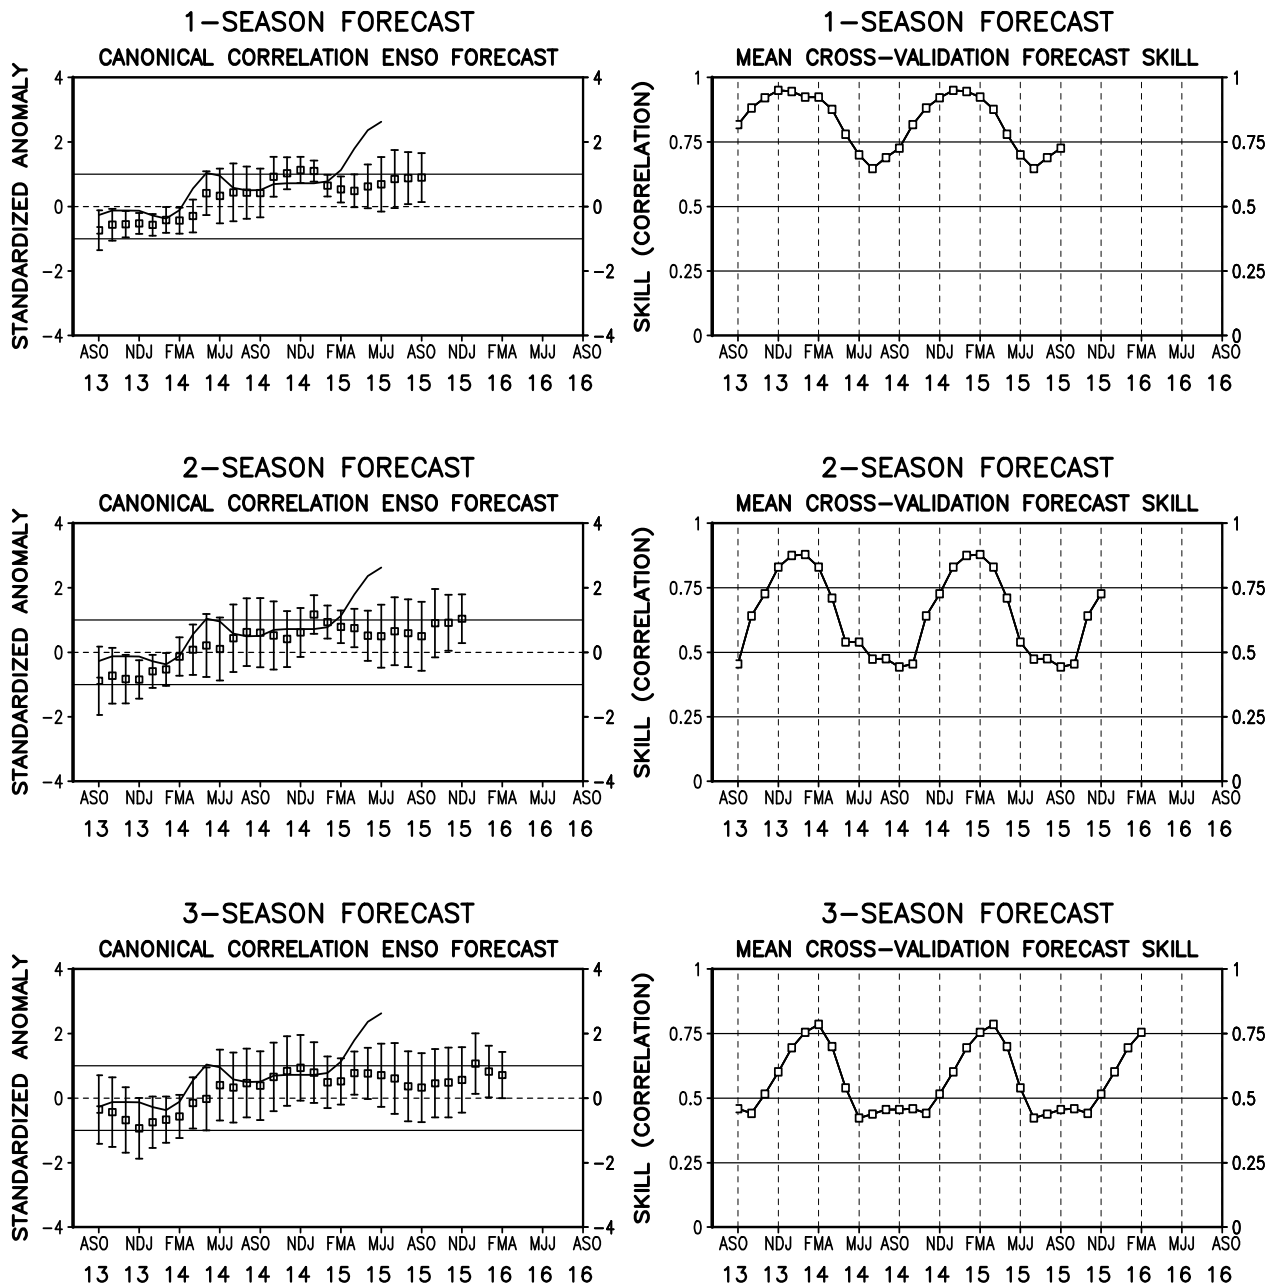 1-SEASON FORECAST
CANONICAL CORRELATION ENSO FORECAST
STANDARDIZED ANOMALY
4 4
2 2
0 0
-2 -2
-4 -4
ASO NDJ FMA MJJ ASO NDJ FMA MJJ ASO NDJ FMA MJJ ASO
13 13 14 14 14 14 15 15 15 15 16 16 16
1-SEASON FORECAST
MEAN CROSS-VALIDATION FORECAST SKILL
SKILL (CORRELATION)
1 1
0.75 0.75
0.5 0.5
0.25 0.25
0 0
ASO NDJ FMA MJJ ASO NDJ FMA MJJ ASO NDJ FMA MJJ ASO
13 13 14 14 14 14 15 15 15 15 16 16 16
2-SEASON FORECAST
CANONICAL CORRELATION ENSO FORECAST
STANDARDIZED ANOMALY
4 4
2 2
0 0
-2 -2
-4 -4
ASO NDJ FMA MJJ ASO NDJ FMA MJJ ASO NDJ FMA MJJ ASO
13 13 14 14 14 14 15 15 15 15 16 16 16
2-SEASON FORECAST
MEAN CROSS-VALIDATION FORECAST SKILL
SKILL (CORRELATION)
1 1
0.75 0.75
0.5 0.5
0.25 0.25
0 0
ASO NDJ FMA MJJ ASO NDJ FMA MJJ ASO NDJ FMA MJJ ASO
13 13 14 14 14 14 15 15 15 15 16 16 16
3-SEASON FORECAST
CANONICAL CORRELATION ENSO FORECAST
STANDARDIZED ANOMALY
4 4
2 2
0 0
-2 -2
-4 -4
ASO NDJ FMA MJJ ASO NDJ FMA MJJ ASO NDJ FMA MJJ ASO
13 13 14 14 14 14 15 15 15 15 16 16 16
3-SEASON FORECAST
MEAN CROSS-VALIDATION FORECAST SKILL
SKILL (CORRELATION)
1 1
0.75 0.75
0.5 0.5
0.25 0.25
0 0
ASO NDJ FMA MJJ ASO NDJ FMA MJJ ASO NDJ FMA MJJ ASO
13 13 14 14 14 14 15 15 15 15 16 16 16